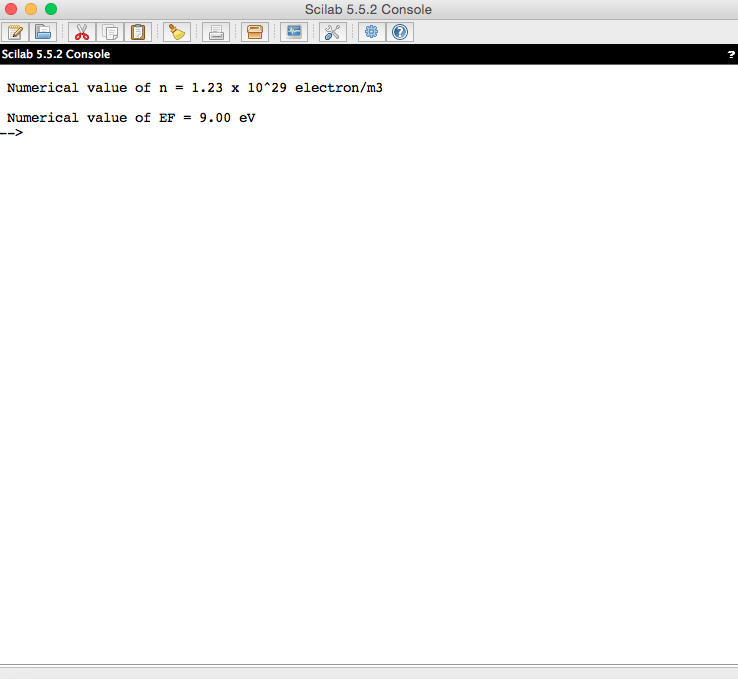 Scilab 5.5.2 Console
Scilab 5.5.2 Console ?
Numerical value of n = 1.23 x 10^29 electron/m3
Numerical value of EF = 9.00 eV
-->